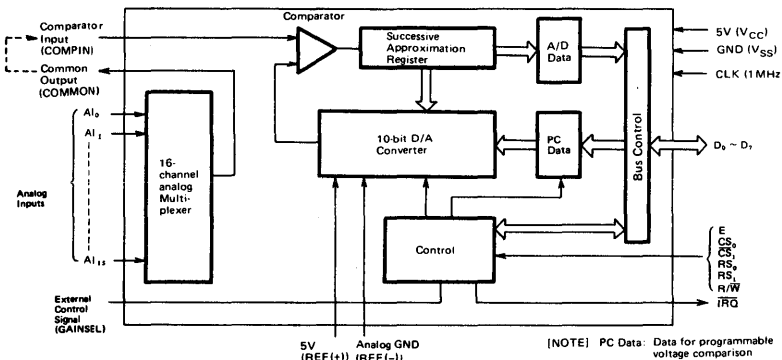 Comparator
Comparator
Input
(COMPIN)
Common
Output
(COMMON)
Successive
Approximation
Register
A/D
Data
5V (VCC)
GND (VSS)
CLK (1MHz
AI0
AI1
Analog
Inputs
AI15
16-
channel
analog
Multi-
plexer
10-bit D/A
Converter
PC
Data
Bus Control
D0 ~ D7
Control
E
CS0
C̅S̅1
RS0
RS1
R/W̅
I̅R̅Q̅
External
Control
Signal
(GAINSEL)
5V
(REF(+))
Analog GND
(REF(−))
[NOTE] PC Data: Data for programmable
voltage comparison